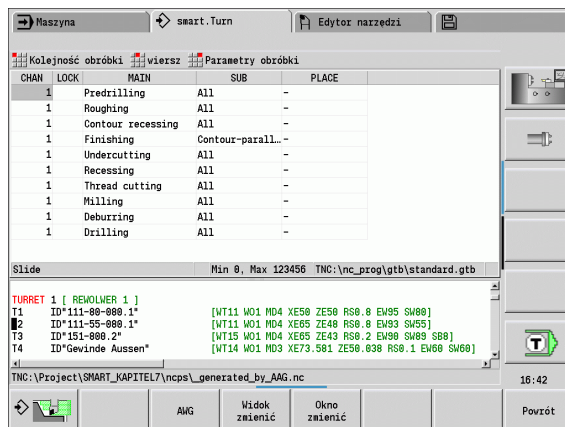 Maszyna smart.Turn Edytor narzędzi
Kolejność obróbki wiersz Parametry obróbki
CHAN LOCK MAIN SUB PLACE
1 Predrilling All -
1 Roughing All -
1 Contour recessing All -
1 Finishing Contour-parall… -
1 Undercutting All -
1 Recessing All -
1 Thread cutting All -
1 Milling All -
1 Deburring All -
1 Drilling All -
Slide Min 0, Max 123456 TNC:\nc_prog\gtb\standard.gtb
TURRET 1 [ REWOLWER 1 ]
T1 ID"111-80-080.1" [WT11 WO1 MD4 XE50 ZE50 RS0.8 EW95 SW80]
2 ID"111-55-080.1" [WT11 WO1 MD4 XE65 ZE48 RS0.8 EW93 SW55]
T3 ID"151-800.2" [WT15 WO1 MD4 XE65 ZE43 RS0.2 EW90 SW89 SB8]
T4 ID"Gewinde Aussen" [WT14 WO1 MD3 XE73.501 ZE50.038 RS0.1 EW60 SW60]
TNC:\Project\SMART_KAPITEL7\ncps\_generated_by_AAG.nc
T
16:42
AWG Widok zmienić Okno zmienić Powrót